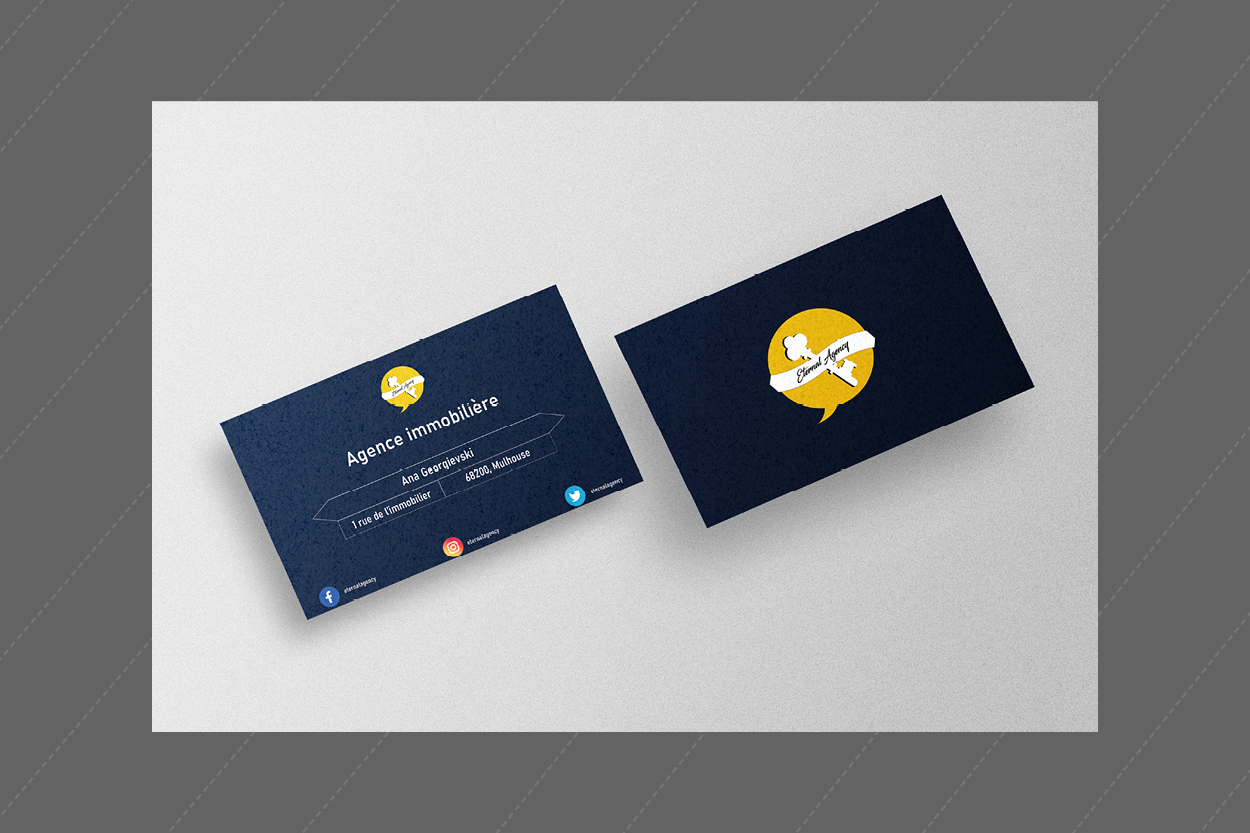 Eternal Agency
Agence immobilière
Ana Georgievski
1 rue de l'immobilier
68200, Mulhouse
eternalagency
eternalagency
eternalagency
Eternal Agency